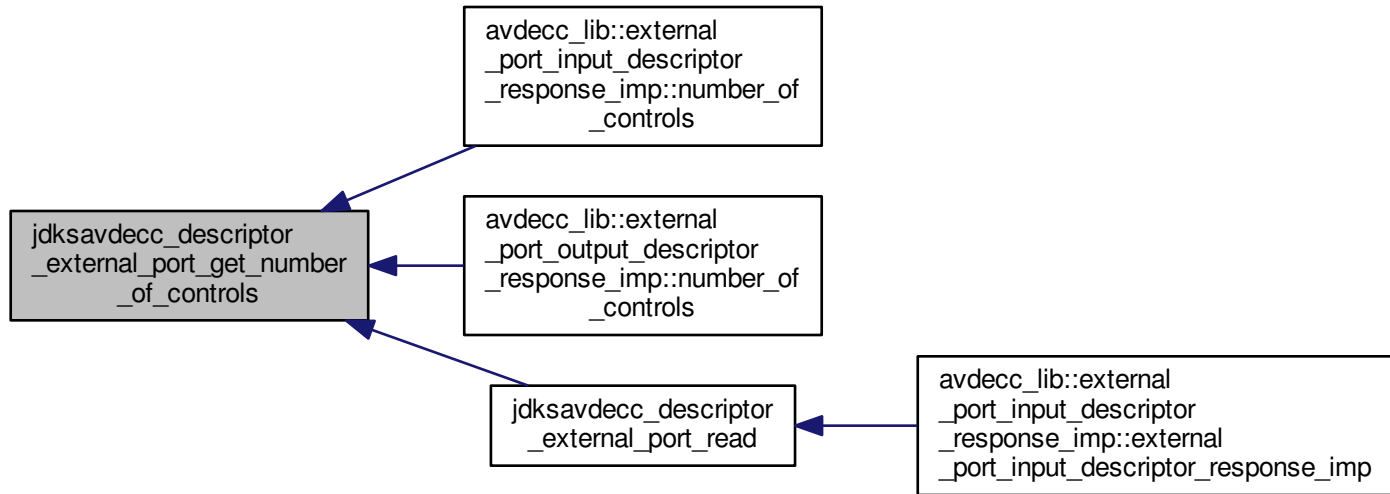 avdecc_lib::external
_port_input_descriptor
_response_imp::number_of
_controls
jdksavdecc_descriptor
_external_port_get_number
_of_controls
avdecc_lib::external
_port_output_descriptor
_response_imp::number_of
_controls
jdksavdecc_descriptor
_external_port_read
avdecc_lib::external
_port_input_descriptor
_response_imp::external
_port_input_descriptor_response_imp